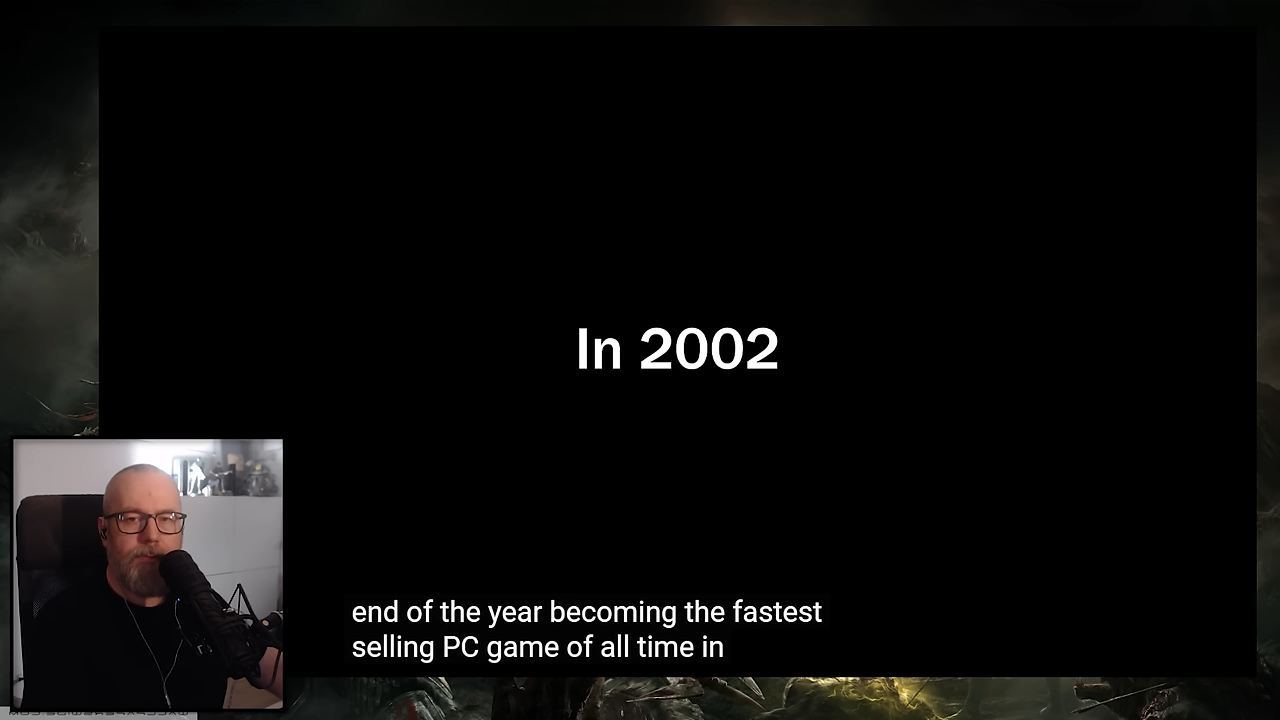 In 2002
end of the year becoming the fastest
selling PC game of all time in